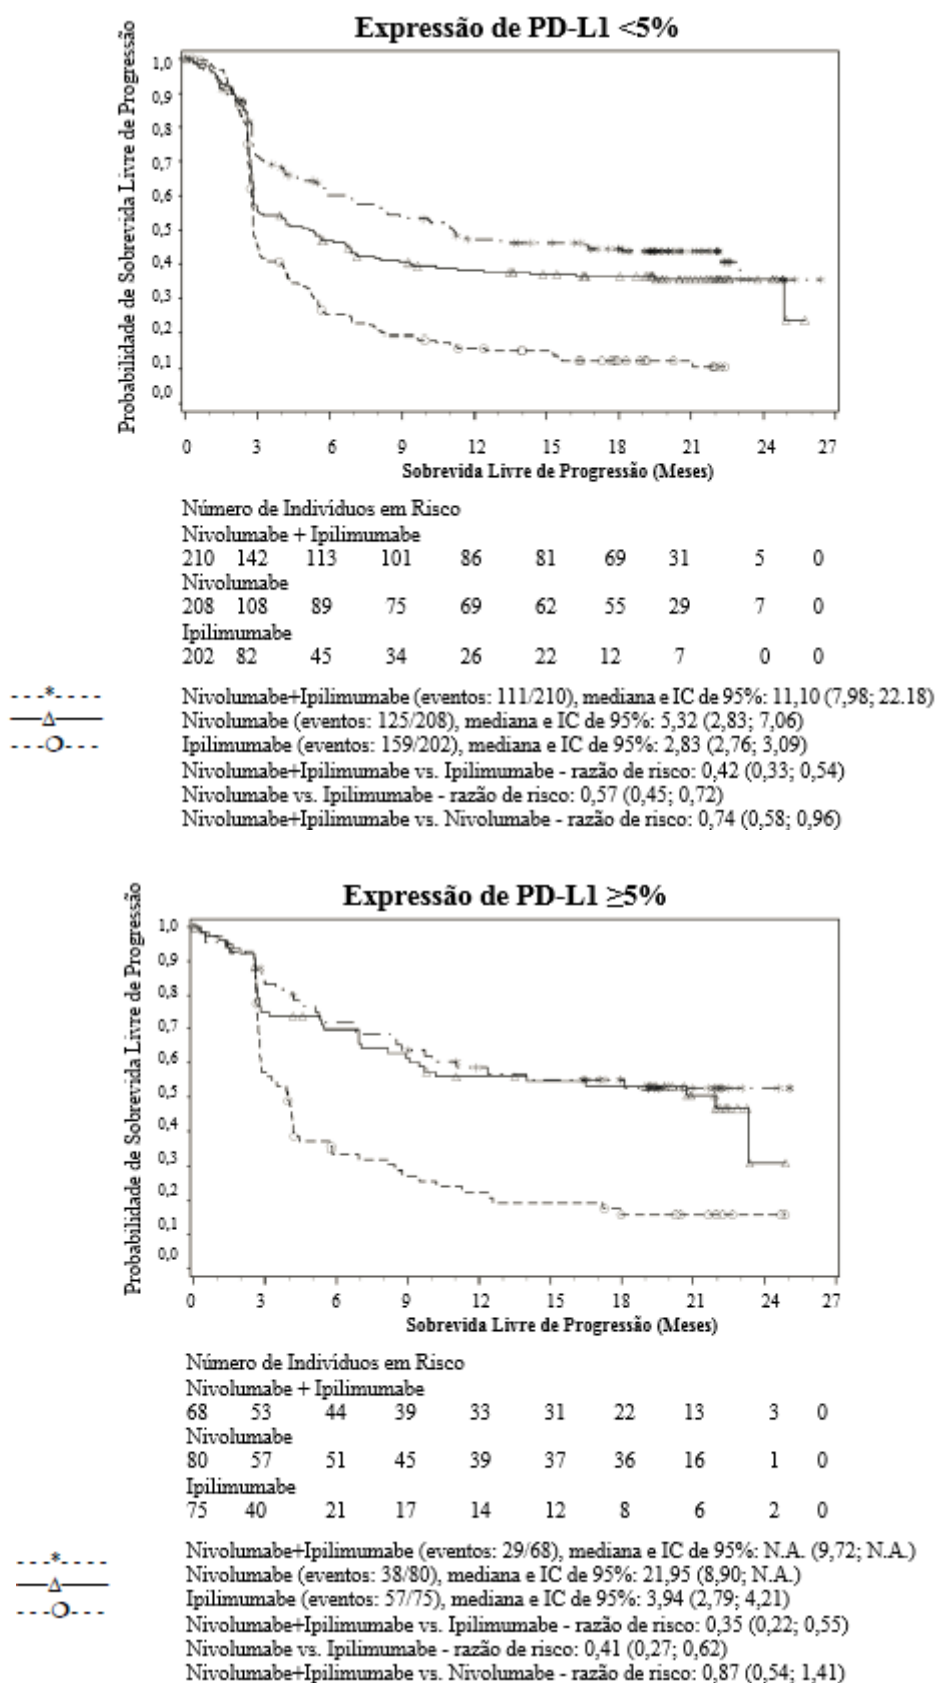 Expressão de PD-L1 <5%
Probabilidade de Sobrevida Livre de Progressão
1,0
0,9
0,8
0,7
0,6
0,5
0,4
0,3
0,2
0,1
0,0
0 3 6 9 12 15 18 21 24 27
Sobrevida Livre de Progressão (Meses)
Número de Indivíduos em Risco
Nivolumabe + Ipilimumabe
210 142 113 101 86 81 69 31 5 0
Nivolumabe
208 108 89 75 69 62 55 29 7 0
Ipilimumabe
202 82 45 34 26 22 12 7 0 0
---*---- Nivolumabe+Ipilimumabe (eventos: 111/210), mediana e IC de 95%: 11,10 (7,98; 22.18)
——Δ—— Nivolumabe (eventos: 125/208), mediana e IC de 95%: 5,32 (2,83; 7,06)
---O--- Ipilimumabe (eventos: 159/202), mediana e IC de 95%: 2,83 (2,76; 3,09)
Nivolumabe+Ipilimumabe vs. Ipilimumabe - razão de risco: 0,42 (0,33; 0,54)
Nivolumabe vs. Ipilimumabe - razão de risco: 0,57 (0,45; 0,72)
Nivolumabe+Ipilimumabe vs. Nivolumabe - razão de risco: 0,74 (0,58; 0,96)
Expressão de PD-L1 ≥5%
Probabilidade de Sobrevida Livre de Progressão
1,0
0,9
0,8
0,7
0,6
0,5
0,4
0,3
0,2
0,1
0,0
0 3 6 9 12 15 18 21 24 27
Sobrevida Livre de Progressão (Meses)
Número de Indivíduos em Risco
Nivolumabe + Ipilimumabe
68 53 44 39 33 31 22 13 3 0
Nivolumabe
80 57 51 45 39 37 36 16 1 0
Ipilimumabe
75 40 21 17 14 12 8 6 2 0
---*---- Nivolumabe+Ipilimumabe (eventos: 29/68), mediana e IC de 95%: N.A. (9,72; N.A.)
——Δ—— Nivolumabe (eventos: 38/80), mediana e IC de 95%: 21,95 (8,90; N.A.)
---O--- Ipilimumabe (eventos: 57/75), mediana e IC de 95%: 3,94 (2,79; 4,21)
Nivolumabe+Ipilimumabe vs. Ipilimumabe - razão de risco: 0,35 (0,22; 0,55)
Nivolumabe vs. Ipilimumabe - razão de risco: 0,41 (0,27; 0,62)
Nivolumabe+Ipilimumabe vs. Nivolumabe - razão de risco: 0,87 (0,54; 1,41)